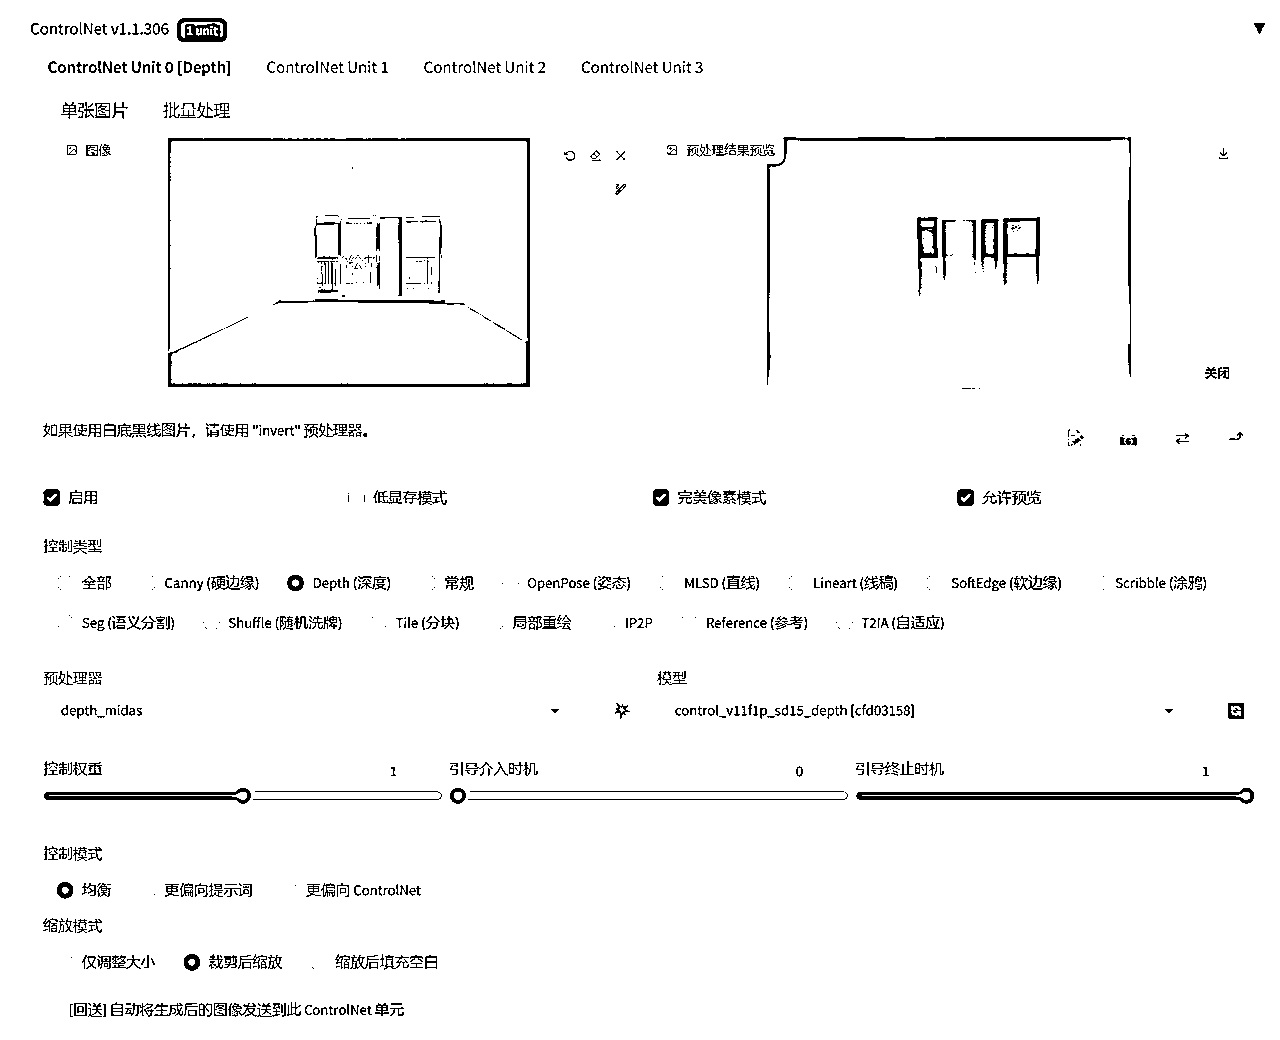 ControlNet v1.1.306 1 unit
ControlNet Unit 0 [Depth] ControlNet Unit 1 ControlNet Unit 2 ControlNet Unit 3
单张图片 批量处理
图像 预处理结果预览
关闭
如果使用白底黑线图片，请使用 "invert" 预处理器。
启用 低显存模式 完美像素模式 允许预览
控制类型
全部 Canny (硬边缘) Depth (深度) 常规 OpenPose (姿态) MLSD (直线) Lineart (线稿) SoftEdge (软边缘) Scribble (涂鸦)
Seg (语义分割) Shuffle (随机洗牌) Tile (分块) 局部重绘 IP2P Reference (参考) T2IA (自适应)
预处理器 模型
depth_midas control_v11f1p_sd15_depth [cfd03158]
控制权重 1 引导介入时机 0 引导终止时机 1
控制模式
均衡 更偏向提示词 更偏向 ControlNet
缩放模式
仅调整大小 裁剪后缩放 缩放后填充空白
[回送] 自动将生成后的图像发送到此 ControlNet 单元